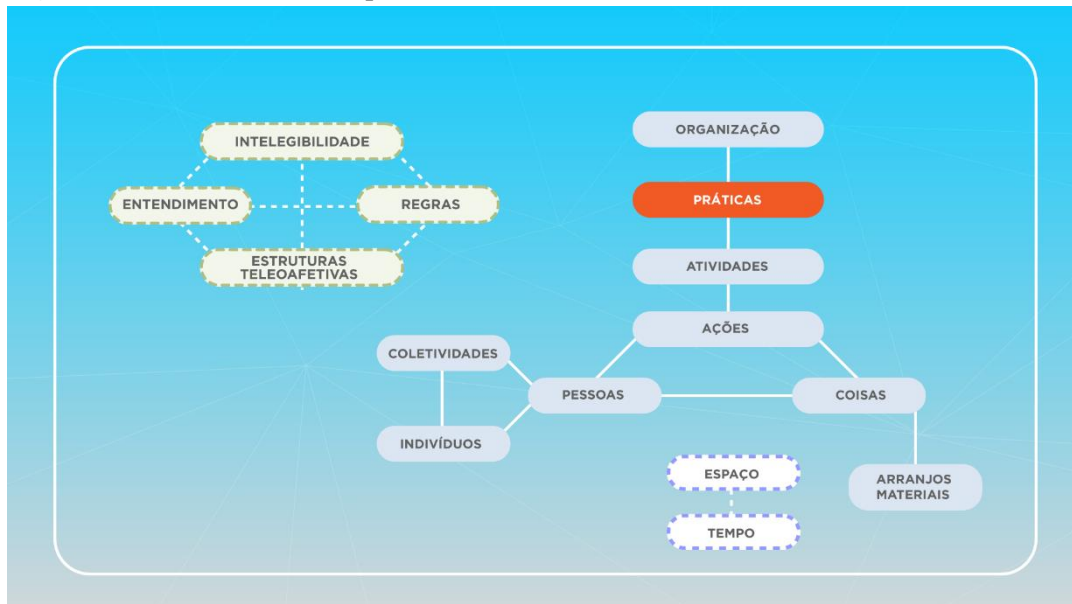 INTELEGIBILIDADE
ENTENDIMENTO
REGRAS
ESTRUTURAS
TELEOAFETIVAS
ORGANIZAÇÃO
PRÁTICAS
ATIVIDADES
AÇÕES
COLETIVIDADES
PESSOAS
COISAS
INDIVÍDUOS
ESPAÇO
TEMPO
ARRANJOS
MATERIAIS